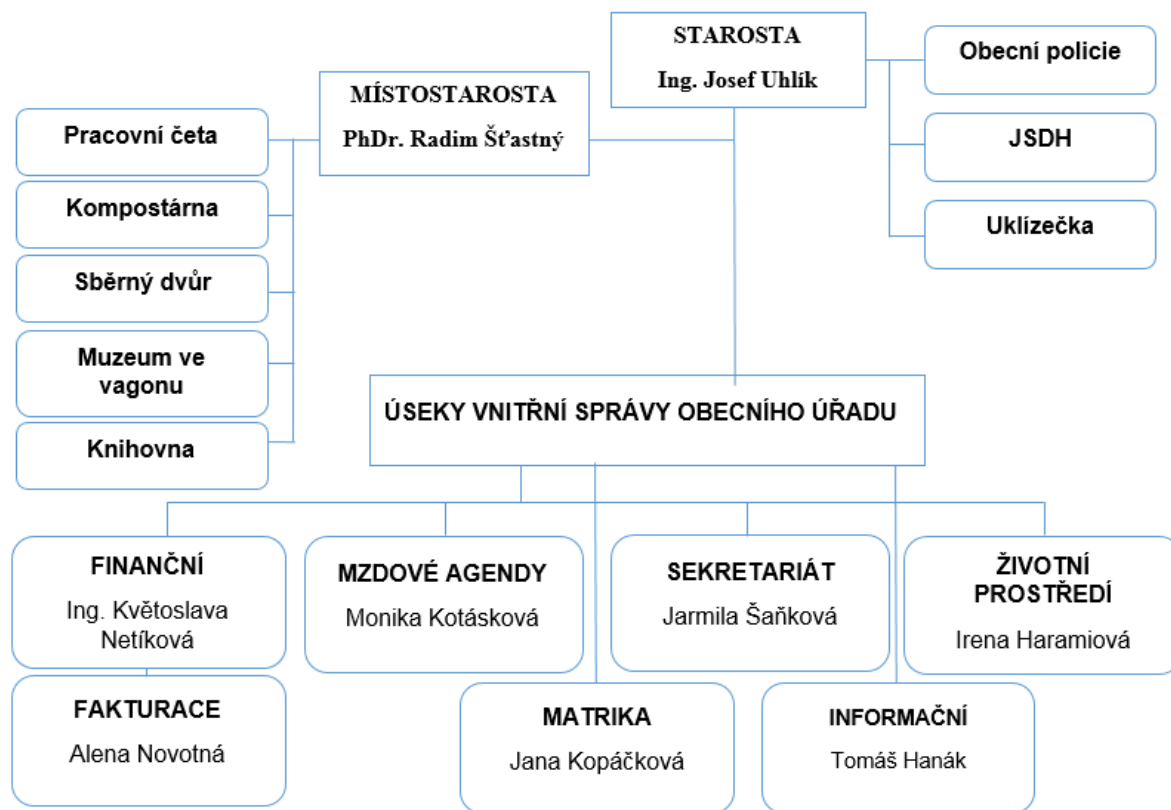 STAROSTA
Ing. Josef Uhlík
MÍSTOSTAROSTA
PhDr. Radim Šťastný
Obecní policie
JSDH
Uklízečka
Pracovní četa
Kompostárna
Sběrný dvůr
Muzeum ve
vagonu
Knihovna
ÚSEKY VNITŘNÍ SPRÁVY OBECNÍHO ÚŘADU
FINANČNÍ
Ing. Květoslava
Netíková
MZDOVÉ AGENDY
Monika Kotásková
SEKRETARIÁT
Jarmila Šaňková
ŽIVOTNÍ
PROSTŘEDÍ
Irena Haramiová
FAKTURACE
Alena Novotná
MATRIKA
Jana Kopáčková
INFORMAČNÍ
Tomáš Hanák